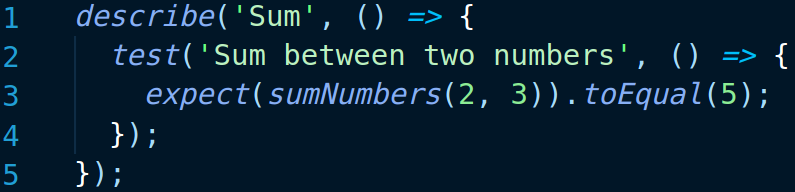 1 describe('Sum', () => {
2 test('Sum between two numbers', () => {
3 expect(sumNumbers(2, 3)).toEqual(5);
4 });
5 });